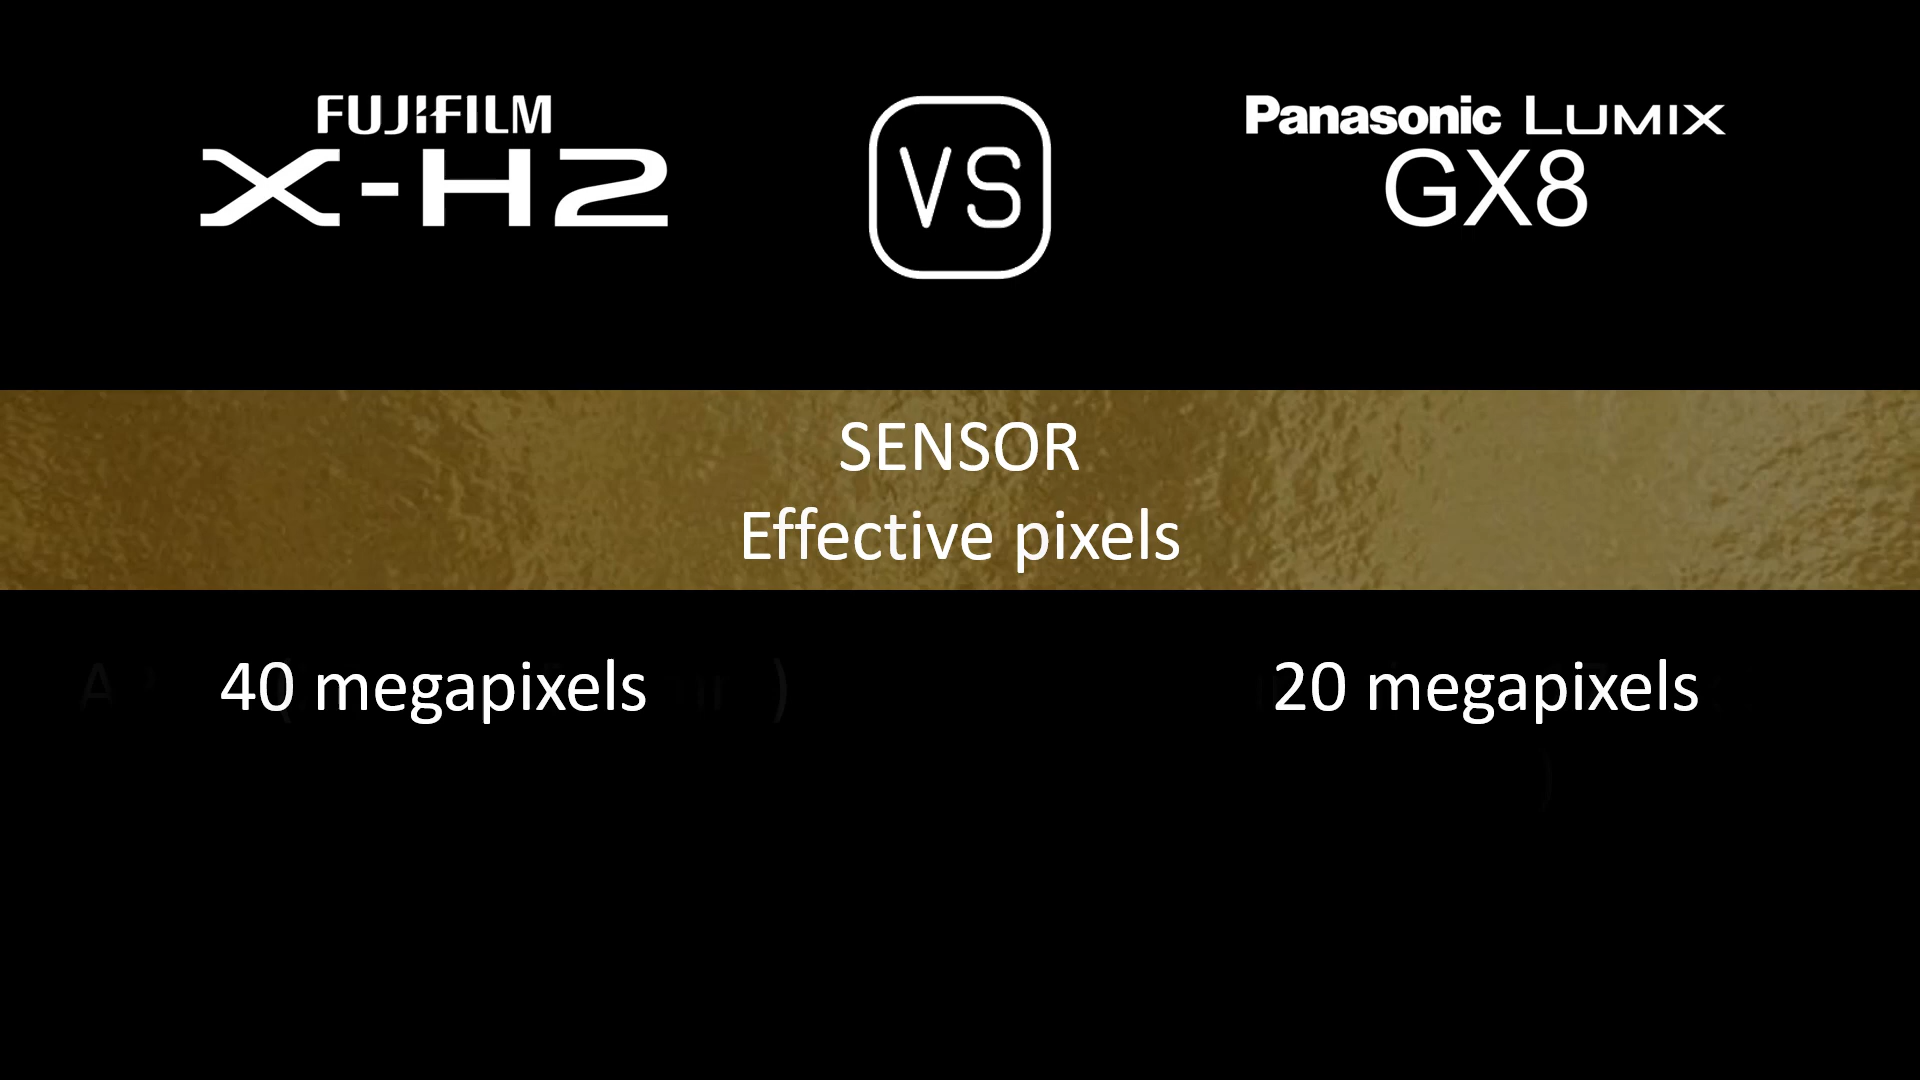 FUJIFILM
X-H2
VS
Panasonic LUMIX
GX8
SENSOR
Effective pixels
40 megapixels
20 megapixels